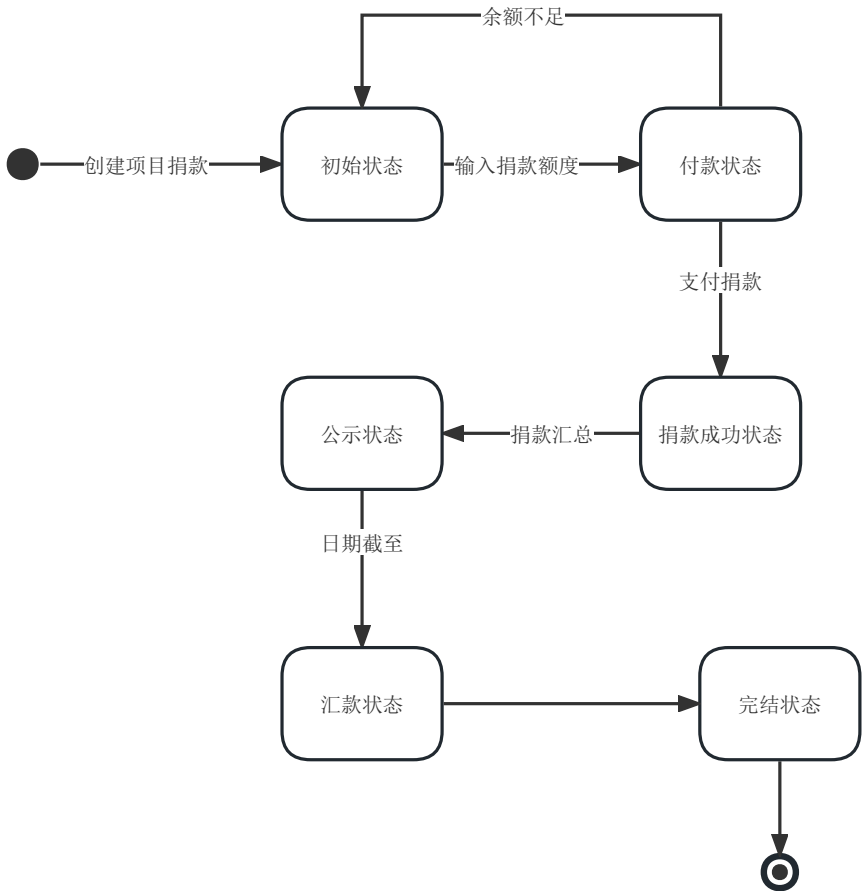 余额不足
创建项目捐款
初始状态
输入捐款额度
付款状态
支付捐款
公示状态
捐款汇总
捐款成功状态
日期截至
汇款状态
完结状态